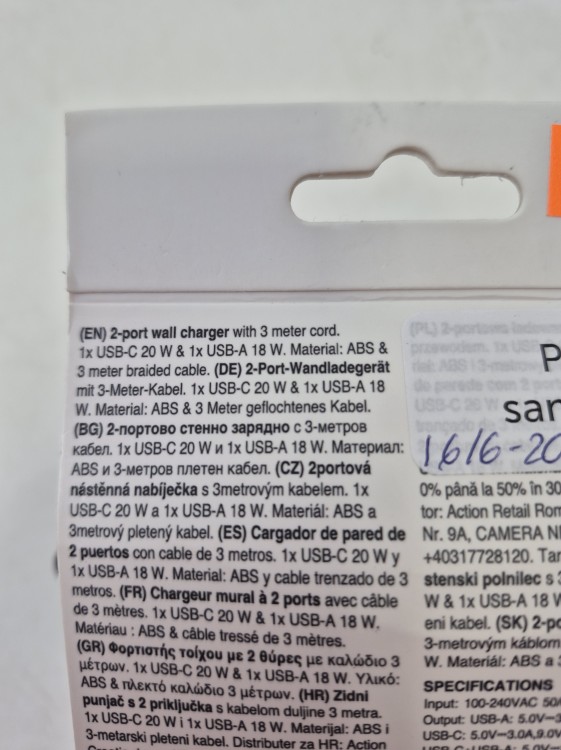 (EN) 2-port wall charger with 3 meter cord.
1x USB-C 20 W & 1x USB-A 18 W. Material: ABS &
3 meter braided cable. (DE) 2-Port-Wandladegerät
mit 3-Meter-Kabel. 1x USB-C 20 W & 1x USB-A 18
W. Material: ABS & 3 Meter geflochtenes Kabel.
(BG) 2-портово стенно зарядно с 3-метров
кабел. 1x USB-C 20 W и 1x USB-A 18 W. Материал:
ABS и 3-метров плетен кабел. (CZ) 2portová
nástěnná nabíječka s 3metrovým kabelem. 1x
USB-C 20 W a 1x USB-A 18 W. Materiál: ABS a
3metrový pletený kabel. (ES) Cargador de pared de
2 puertos con cable de 3 metros. 1x USB-C 20 W y
1x USB-A 18 W. Material: ABS y cable trenzado de 3
metros. (FR) Chargeur mural à 2 ports avec câble
de 3 mètres. 1x USB-C 20 W & 1x USB-A 18 W.
Matériau : ABS & câble tressé de 3 mètres.
(GR) Φορτιστής τοίχου με 2 θύρες με καλώδιο 3
μέτρων. 1x USB-C 20 W & 1x USB-A 18 W. Υλικό:
ABS & πλεκτό καλώδιο 3 μέτρων. (HR) Zidni
punjač s 2 priključka s kabelom duljine 3 metra.
1x USB-C 20 W i 1x USB-A 18 W. Materijal: ABS i
3-metarski pleteni kabel. Distributer za HR: Action
P
sam
1616-20
0% până la 50% în 30
tor: Action Retail Rom
Nr. 9A, CAMERA
+40317728120.
stenski polnilec s 3
W & 1x USB-A 18 W
eni kabel. (SK) 2-po
3-metrovým káblom
W. Materiál: ABS a 3
SPECIFICATIONS
Input: 100-240VAC 50/
Output: USB-A: 5.0V⎓3
USB-C: 5.0V⎓3.0A,9.0V